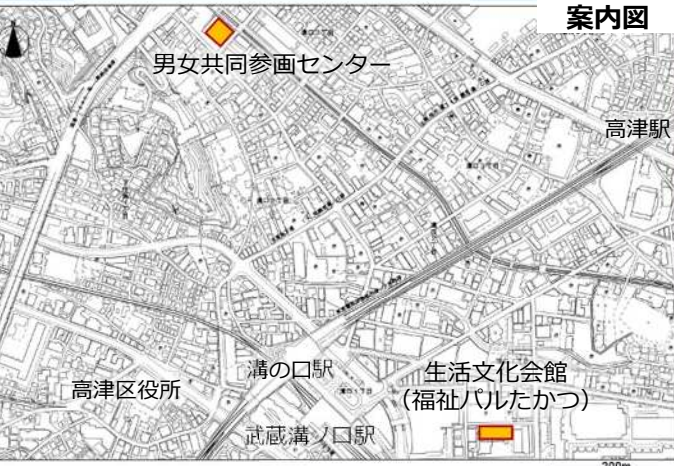 案内図
男女共同参画センター
高津駅
溝の口駅
生活文化会館
（福祉パルたかつ）
高津区役所
武蔵溝ノ口駅
200m